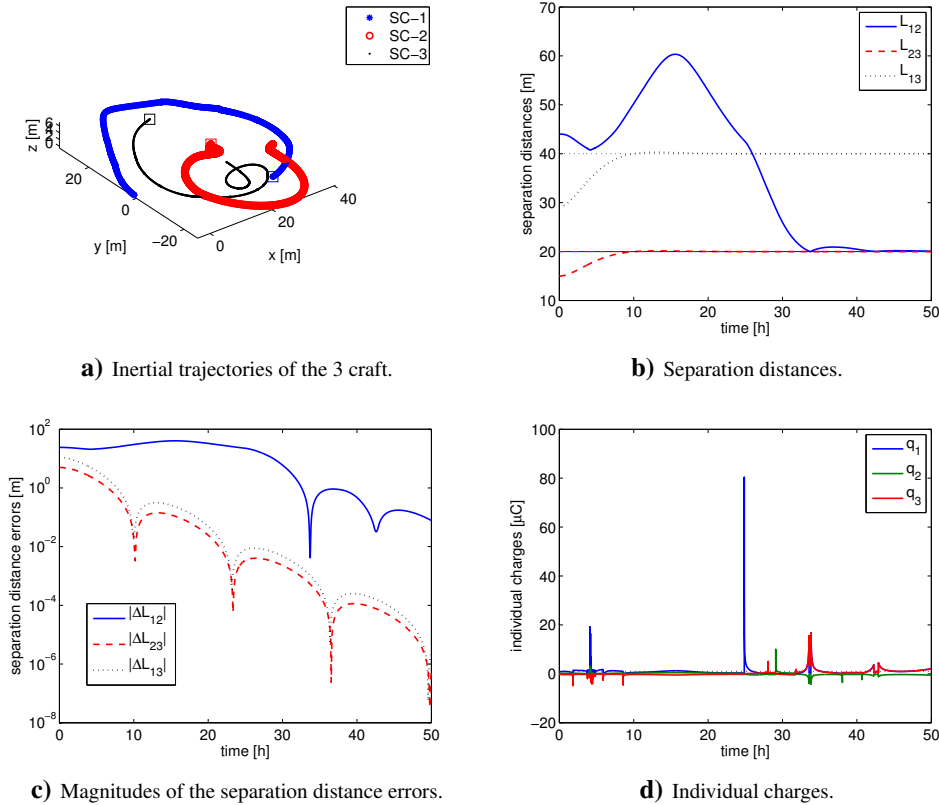 SC−1
SC−2
SC−3
z [m]
6
4
2
0
20
0
−20
y [m]
0
20
40
x [m]
a) Inertial trajectories of the 3 craft.
L12
L23
L13
separation distances [m]
70
60
50
40
30
20
10
0 10 20 30 40 50
time [h]
b) Separation distances.
separation distance errors [m]
10^2
10^0
10^−2
10^−4
10^−6
10^−8
|ΔL12|
|ΔL23|
|ΔL13|
0 10 20 30 40 50
time [h]
c) Magnitudes of the separation distance errors.
individual charges [μC]
100
80
60
40
20
0
−20
q1
q2
q3
0 10 20 30 40 50
time [h]
d) Individual charges.